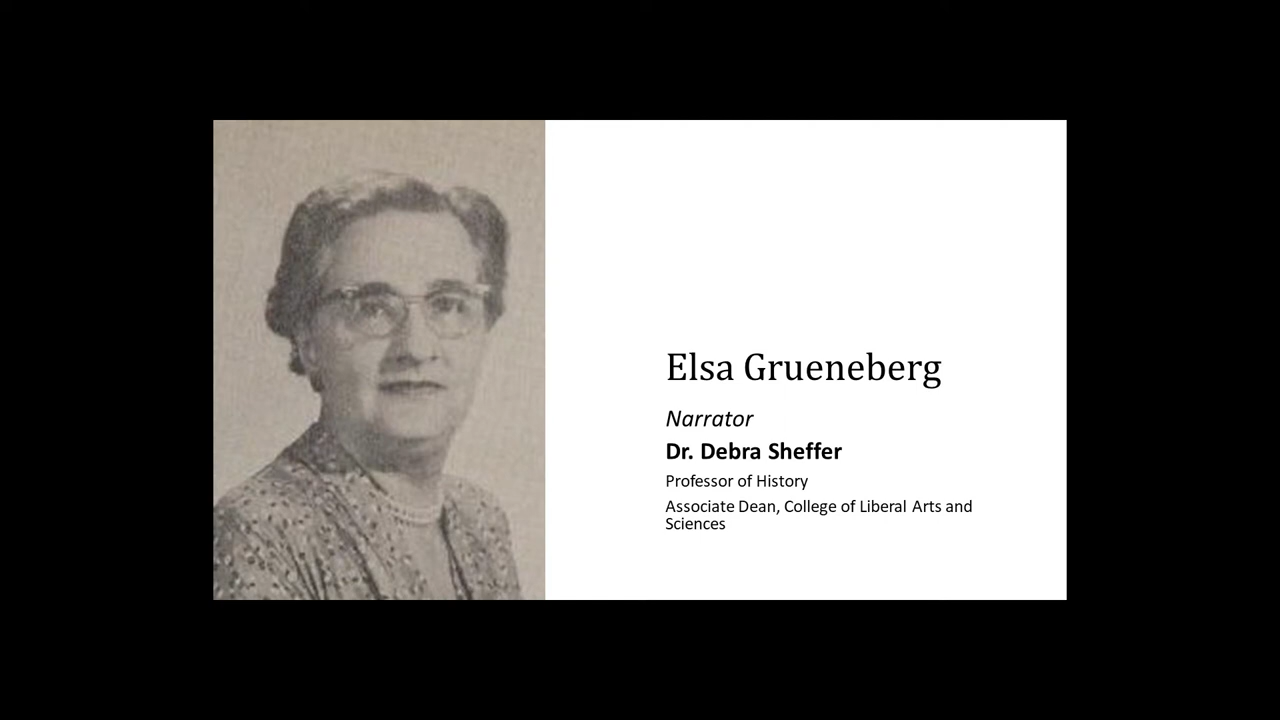 Elsa Grueneberg
Narrator
Dr. Debra Sheffer
Professor of History
Associate Dean, College of Liberal Arts and
Sciences